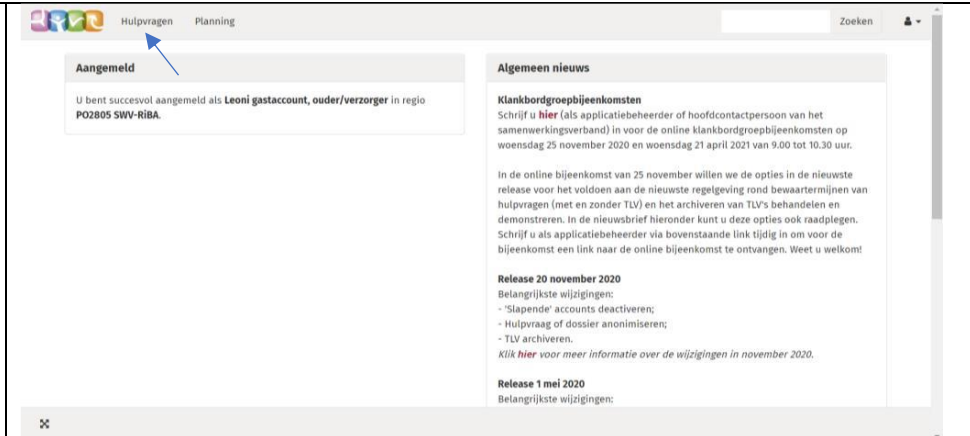 Hulpvragen Planning Zoeken
Aangemeld
U bent succesvol aangemeld als Leoni gastaccount, ouder/verzorger in regio
PO2805 SWV-RiBA.
Algemeen nieuws
Klankbordgroepbijeenkomsten
Schrijf u hier (als applicatiebeheerder of hoofdcontactpersoon van het
samenwerkingsverband) in voor de online klankbordgroepbijeenkomsten op
woensdag 25 november 2020 en woensdag 21 april 2021 van 9.00 tot 10.30 uur.
In de online bijeenkomst van 25 november willen we de opties in de nieuwste
release voor het voldoen aan de nieuwste regelgeving rond bewaartermijnen van
hulpvragen (met en zonder TLV) en het archiveren van TLV's behandelen en
demonstreren. In de nieuwsbrief hieronder kunt u deze opties ook raadplegen.
Schrijf u als applicatiebeheerder via bovenstaande link tijdig in om voor de
bijeenkomst een link naar de online bijeenkomst te ontvangen. Weet u welkom!
Release 20 november 2020
Belangrijkste wijzigingen:
- 'Slapende' accounts deactiveren;
- Hulpvraag of dossier anonimiseren;
- TLV archiveren.
Klik hier voor meer informatie over de wijzigingen in november 2020.
Release 1 mei 2020
Belangrijkste wijzigingen: